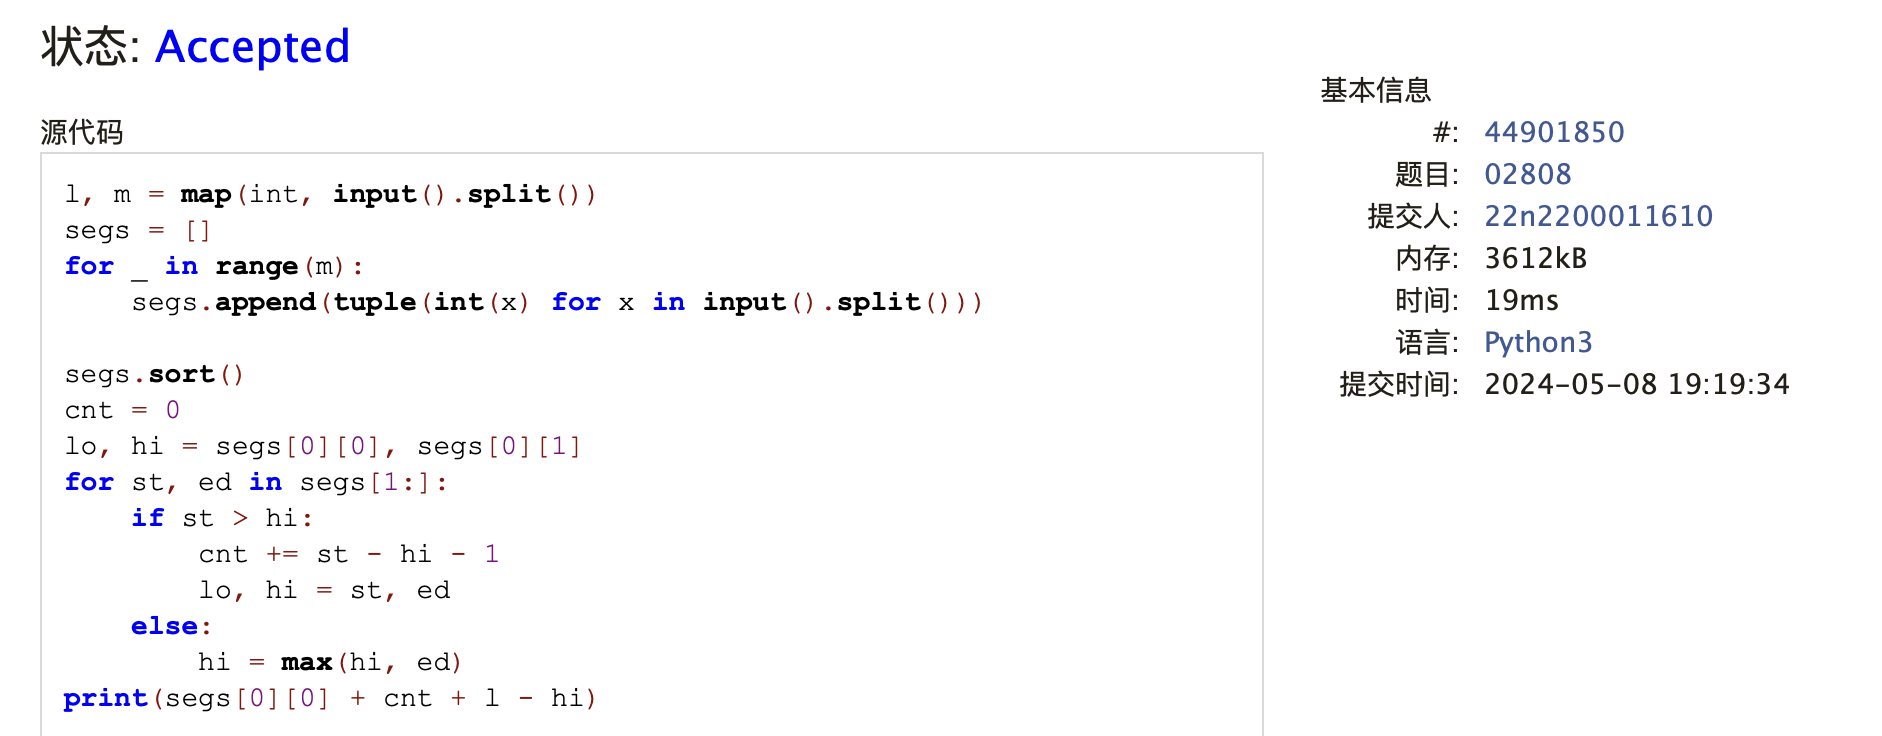 状态: Accepted
源代码
l, m = map(int, input().split())
segs = []
for _ in range(m):
    segs.append(tuple(int(x) for x in input().split()))

segs.sort()
cnt = 0
lo, hi = segs[0][0], segs[0][1]
for st, ed in segs[1:]:
    if st > hi:
        cnt += st - hi - 1
        lo, hi = st, ed
    else:
        hi = max(hi, ed)
print(segs[0][0] + cnt + l - hi)
基本信息
#: 44901850
题目: 02808
提交人: 22n2200011610
内存: 3612kB
时间: 19ms
语言: Python3
提交时间: 2024-05-08 19:19:34